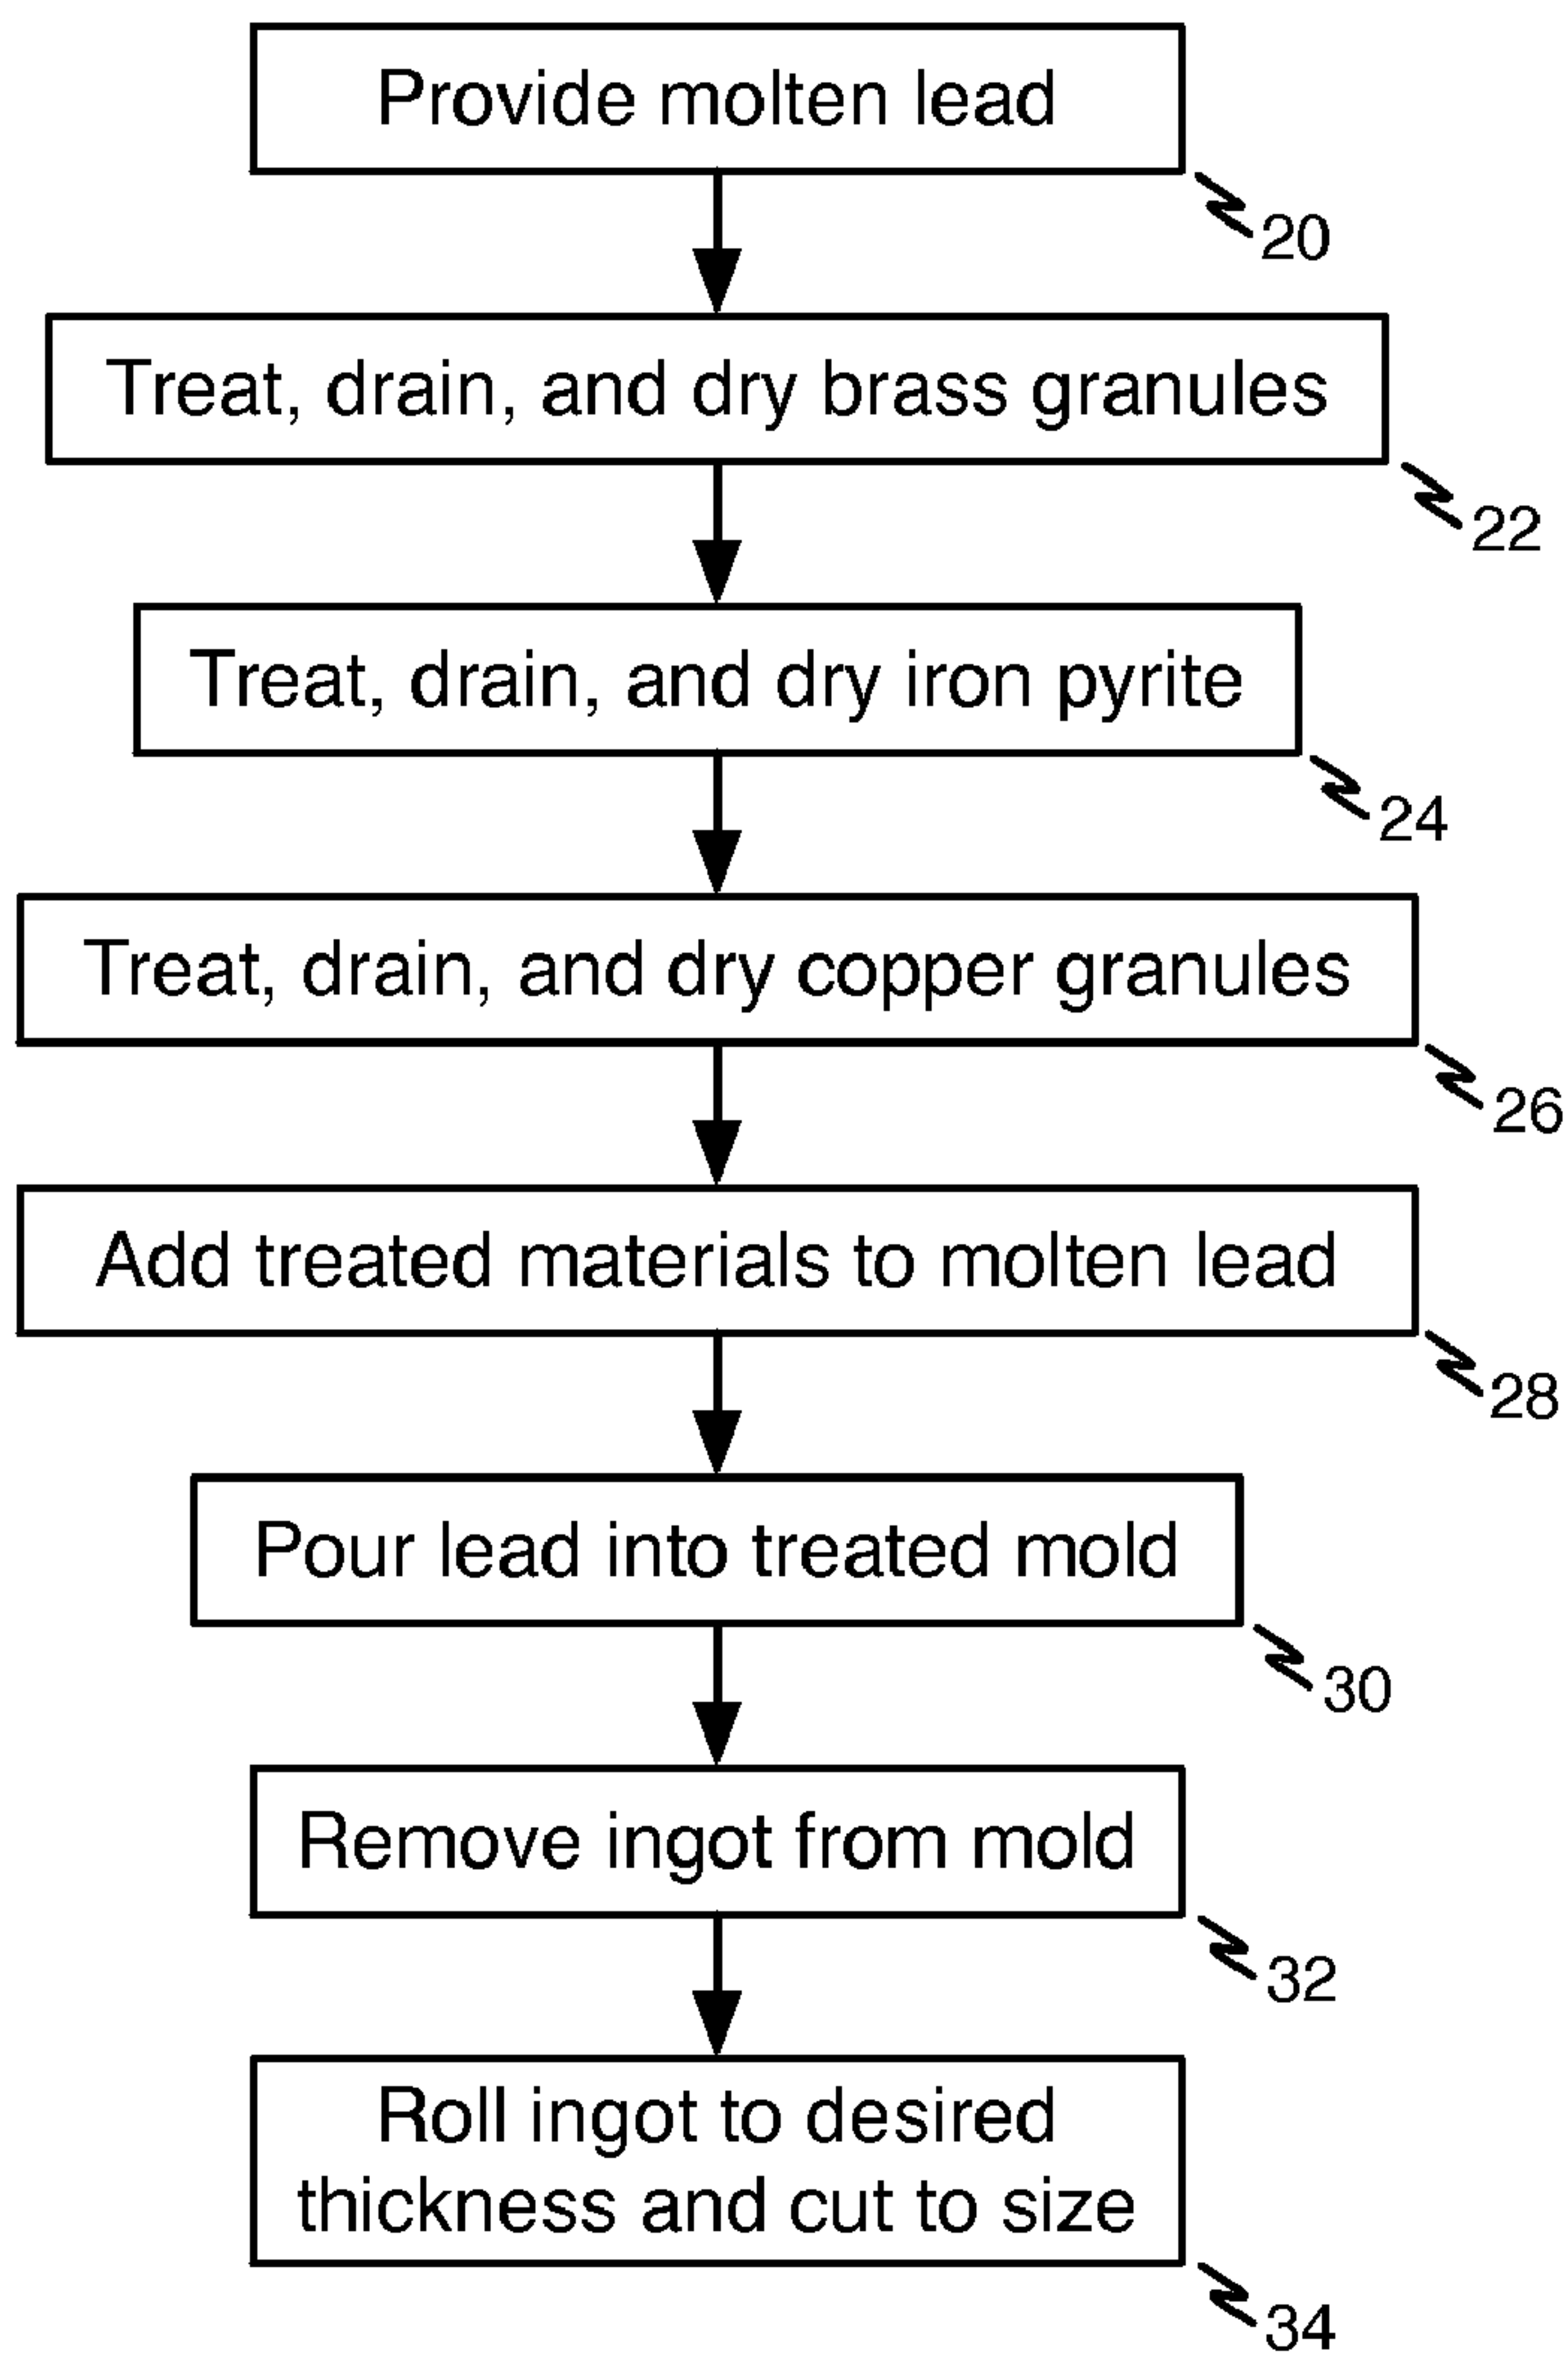 Provide molten lead
20
Treat, drain, and dry brass granules
22
Treat, drain, and dry iron pyrite
24
Treat, drain, and dry copper granules
26
Add treated materials to molten lead
28
Pour lead into treated mold
30
Remove ingot from mold
32
Roll ingot to desired
thickness and cut to size
34